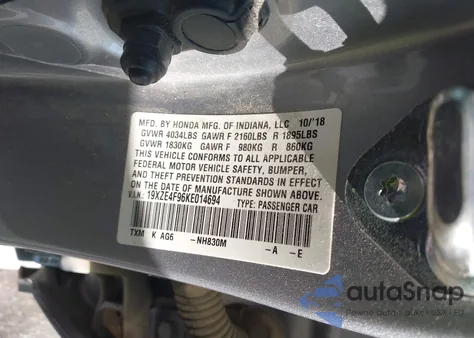 MFD. BY HONDA MFG. OF INDIANA, LLC 10/'18
GVWR 4034LBS GAWR F 2160LBS R 1895LBS
GVWR 1830KG GAWR F 980KG R 860KG
THIS VEHICLE CONFORMS TO ALL APPLICABLE
FEDERAL MOTOR VEHICLE SAFETY, BUMPER,
AND THEFT PREVENTION STANDARDS IN EFFECT
ON THE DATE OF MANUFACTURE SHOWN ABOVE.
V.I.N.: 19XZE4F96KE014694 TYPE: PASSENGER CAR
TXM K AG6 -NH830M -A -E
autoSnap